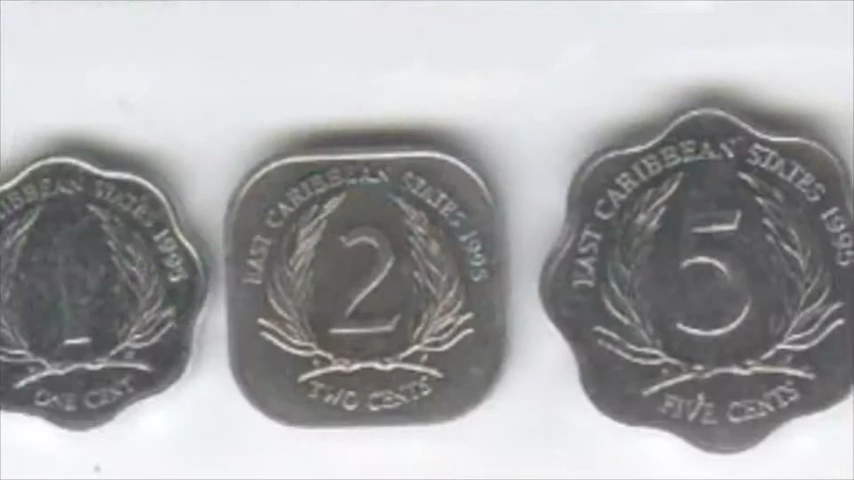 CARIBBEAN STATES 1995
1
ONE CENT
EAST CARIBBEAN STATES 1995
2
TWO CENTS
EAST CARIBBEAN STATES 1995
5
FIVE CENTS